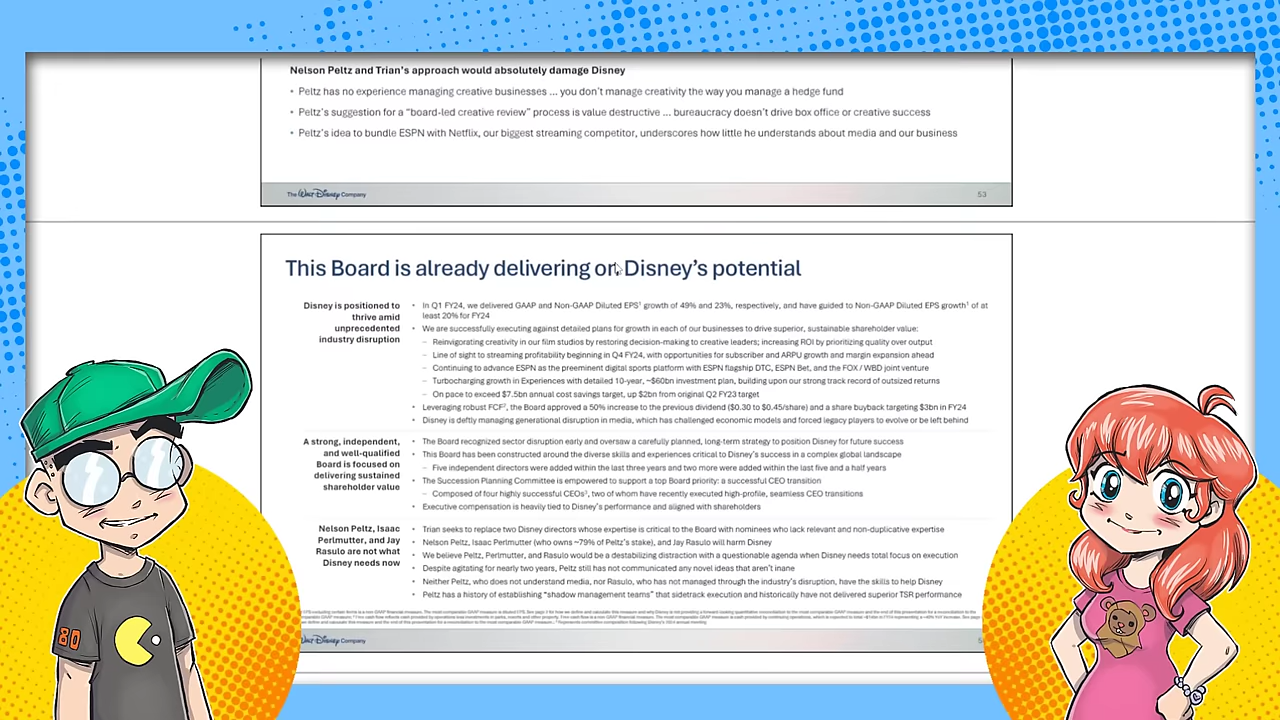 Nelson Peltz and Trian's approach would absolutely damage Disney
• Peltz has no experience managing creative businesses ... you don't manage creativity the way you manage a hedge fund
• Peltz's suggestion for a "board-led creative review" process is value destructive ... bureaucracy doesn't drive box office or creative success
• Peltz's idea to bundle ESPN with Netflix, our biggest streaming competitor, underscores how little he understands about media and our business
The Walt Disney Company
53
This Board is already delivering on Disney's potential
Disney is positioned to
thrive amid
unprecedented
industry disruption
• In Q1 FY24, we delivered GAAP and Non-GAAP Diluted EPS¹ growth of 49% and 23%, respectively, and have guided to Non-GAAP Diluted EPS growth¹ of at
least 20% for FY24
• We are successfully executing against detailed plans for growth in each of our businesses to drive superior, sustainable shareholder value:
– Reinvigorating creativity in our film studios by restoring decision-making to creative leaders; increasing ROI by prioritizing quality over output
– Line of sight to streaming profitability beginning in Q4 FY24, with opportunities for subscriber and ARPU growth and margin expansion ahead
– Continuing to advance ESPN as the preeminent digital sports platform with ESPN flagship DTC, ESPN Bet, and the FOX / WBD joint venture
– Turbocharging growth in Experiences with detailed 10-year, ~$60bn investment plan, building upon our strong track record of outsized returns
– On pace to exceed $7.5bn annual cost savings target, up $2bn from original Q2 FY23 target
• Leveraging robust FCF², the Board approved a 50% increase to the previous dividend ($0.30 to $0.45/share) and a share buyback targeting $3bn in FY24
• Disney is deftly managing generational disruption in media, which has challenged economic models and forced legacy players to evolve or be left behind
A strong, independent,
and well-qualified
Board is focused on
delivering sustained
shareholder value
• The Board recognized sector disruption early and oversaw a carefully planned, long-term strategy to position Disney for future success
• This Board has been constructed around the diverse skills and experiences critical to Disney's success in a complex global landscape
– Five independent directors were added within the last three years and two more were added within the last five and a half years
• The Succession Planning Committee is empowered to support a top Board priority: a successful CEO transition
– Composed of four highly successful CEOs³, two of whom have recently executed high-profile, seamless CEO transitions
• Executive compensation is heavily tied to Disney's performance and aligned with shareholders
Nelson Peltz, Isaac
Perlmutter, and Jay
Rasulo are not what
Disney needs now
• Trian seeks to replace two Disney directors whose expertise is critical to the Board with nominees who lack relevant and non-duplicative expertise
• Nelson Peltz, Isaac Perlmutter (who owns ~79% of Peltz's stake), and Jay Rasulo will harm Disney
• We believe Peltz, Perlmutter, and Rasulo would be a destabilizing distraction with a questionable agenda when Disney needs total focus on execution
• Despite agitating for nearly two years, Peltz still has not communicated any novel ideas that aren't inane
• Neither Peltz, who does not understand media, nor Rasulo, who has not managed through the industry's disruption, have the skills to help Disney
• Peltz has a history of establishing "shadow management teams" that sidetrack execution and historically have not delivered superior TSR performance
Walt Disney Company
80